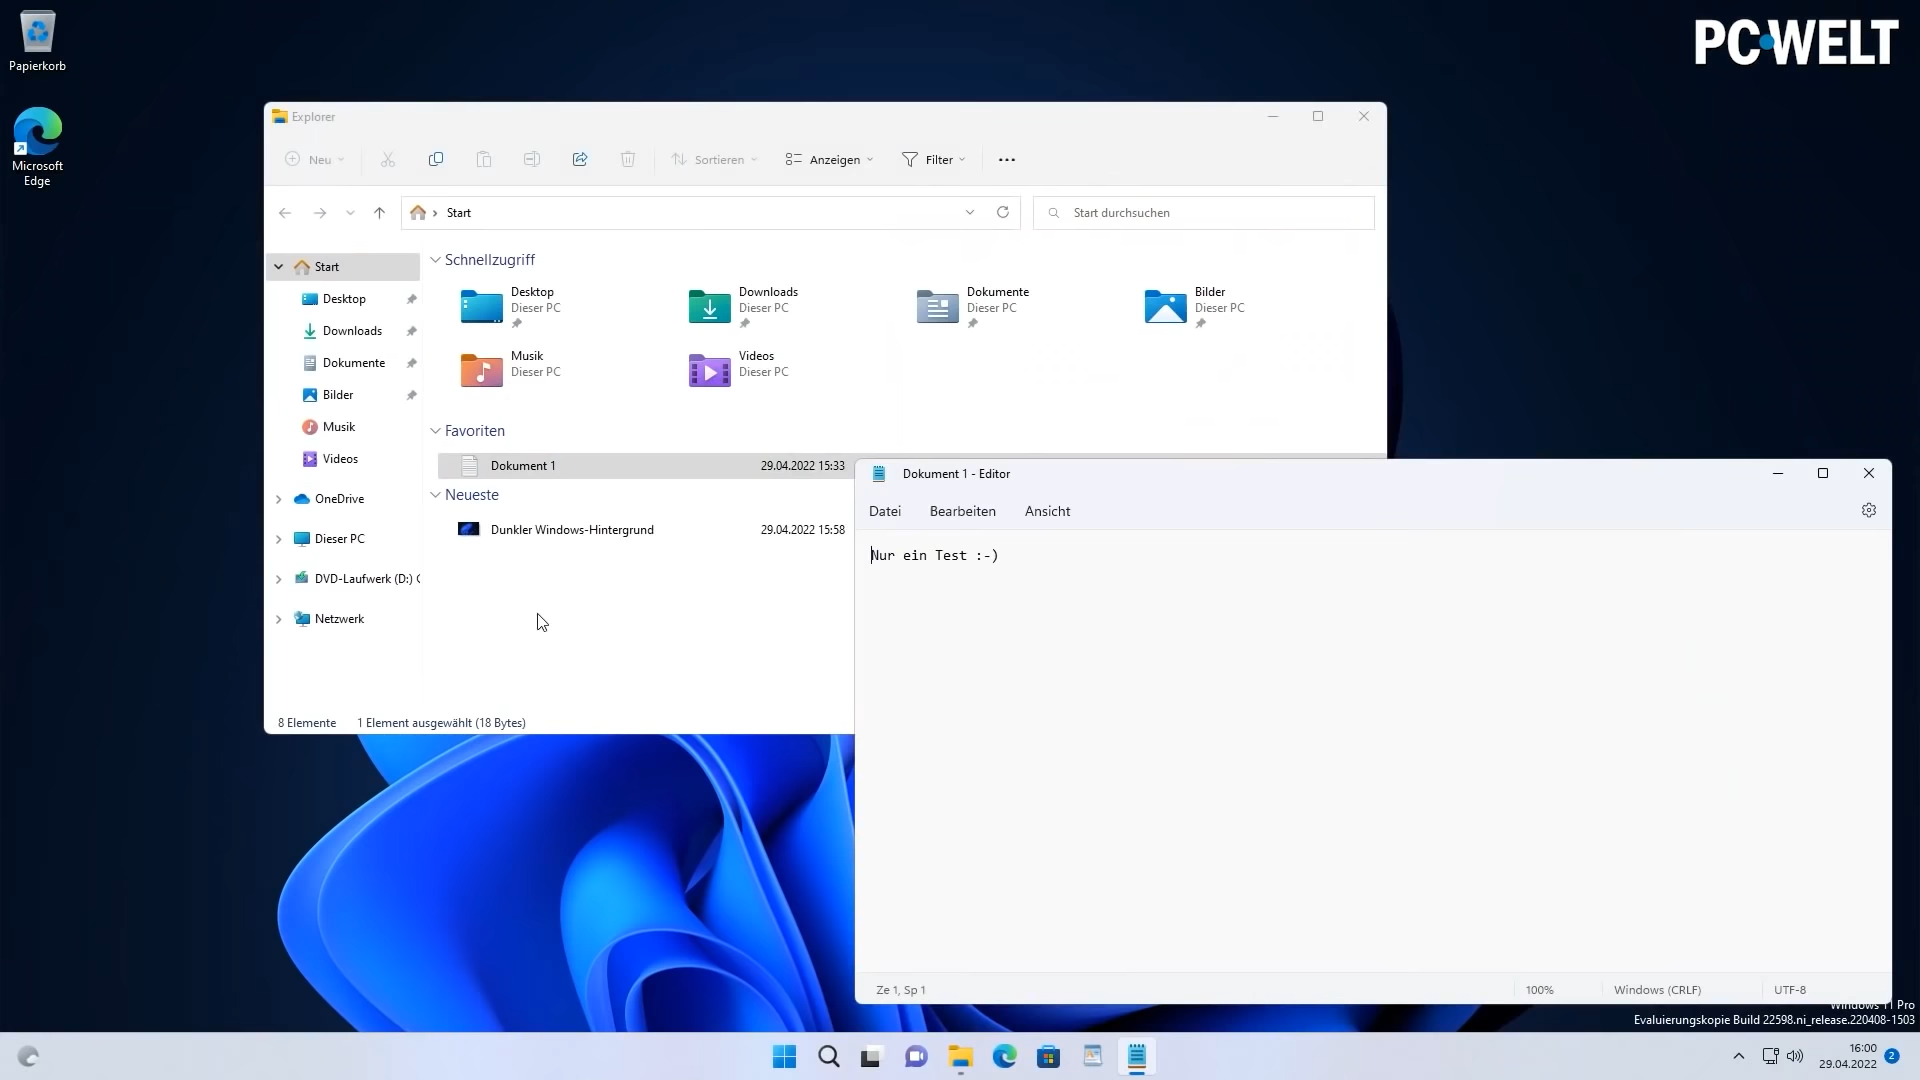 Papierkorb
Microsoft
Edge
PC WELT
Explorer
Neu
Sortieren
Anzeigen
Filter
Start
Start durchsuchen
Start
Desktop
Downloads
Dokumente
Bilder
Musik
Videos
OneDrive
Dieser PC
DVD-Laufwerk (D:)
Netzwerk
Schnellzugriff
Desktop
Dieser PC
Downloads
Dieser PC
Dokumente
Dieser PC
Bilder
Dieser PC
Musik
Dieser PC
Videos
Dieser PC
Favoriten
Dokument 1 29.04.2022 15:33
Neueste
Dunkler Windows-Hintergrund 29.04.2022 15:58
8 Elemente 1 Element ausgewählt (18 Bytes)
Dokument 1 - Editor
Datei Bearbeiten Ansicht
Nur ein Test :-)
Ze 1, Sp 1 100% Windows (CRLF) UTF-8
Windows 11 Pro
Evaluierungskopie Build 22598.ni_release.220408-1503
16:00
29.04.2022
2